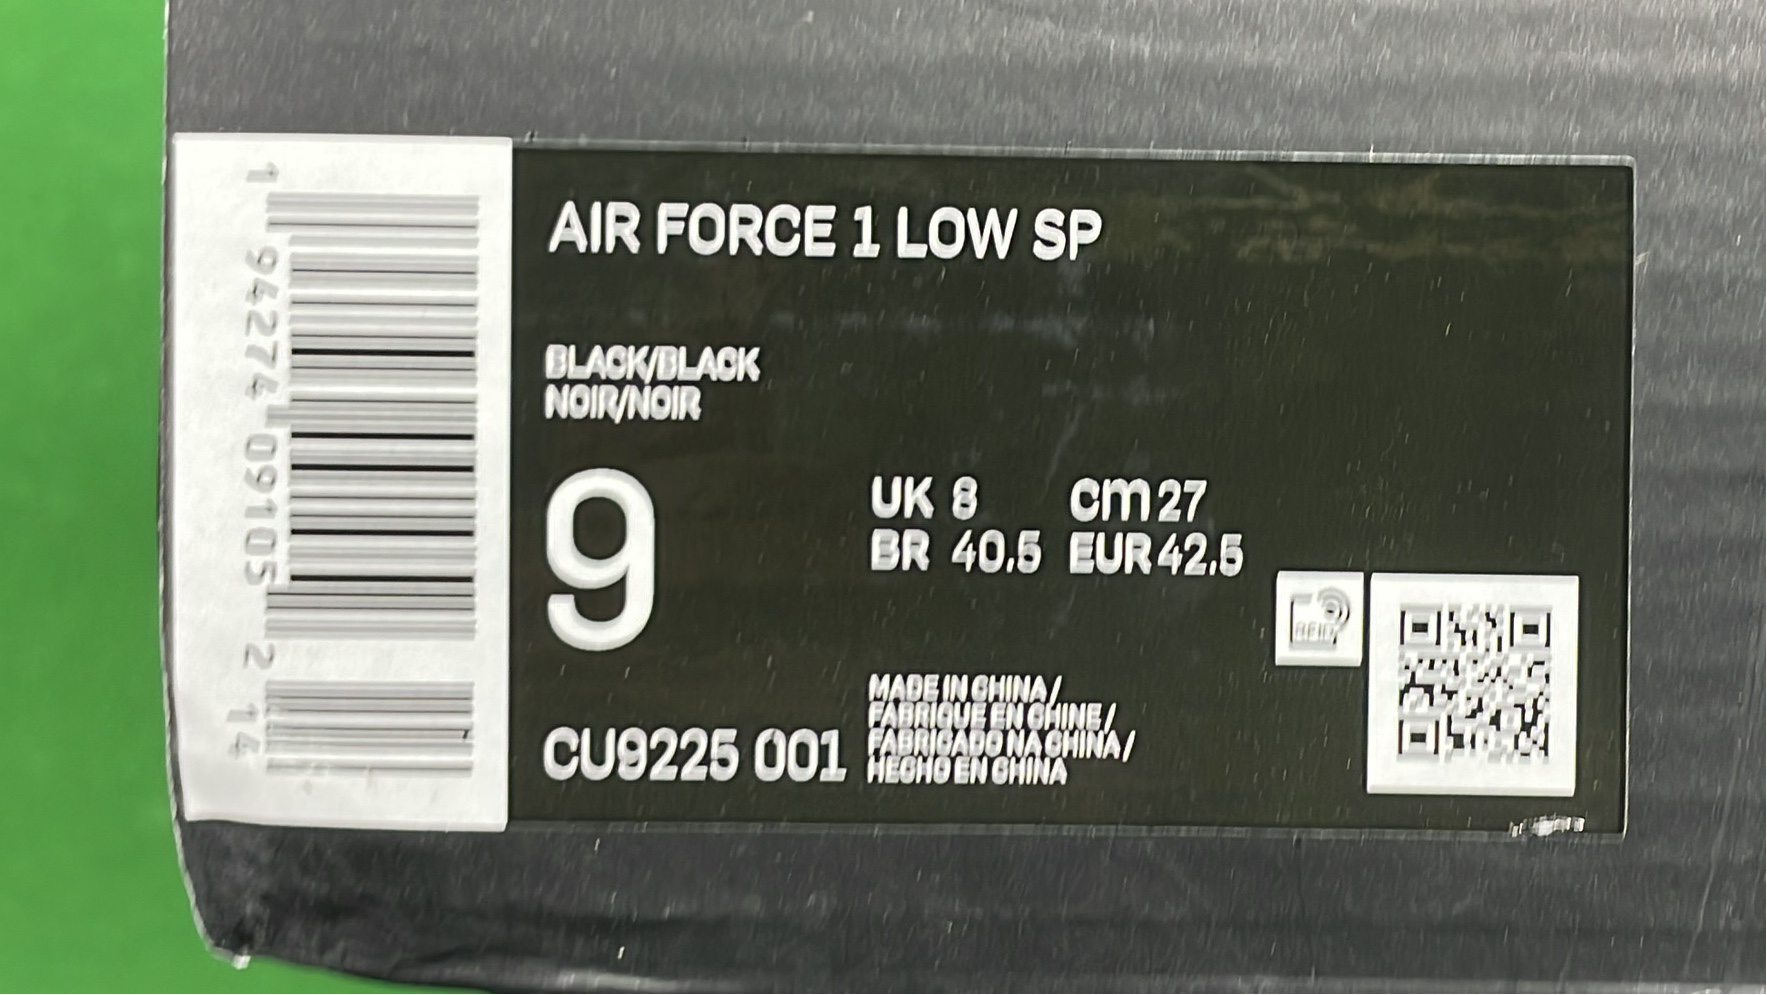 1 94274 09105 2 14
AIR FORCE 1 LOW SP
BLACK/BLACK
NOIR/NOIR
9
UK 8 CM 27
BR 40.5 EUR 42.5
CU9225 001
MADE IN CHINA/
FABRIQUE EN CHINE/
FABRICADO NA CHINA/
HECHO EN CHINA